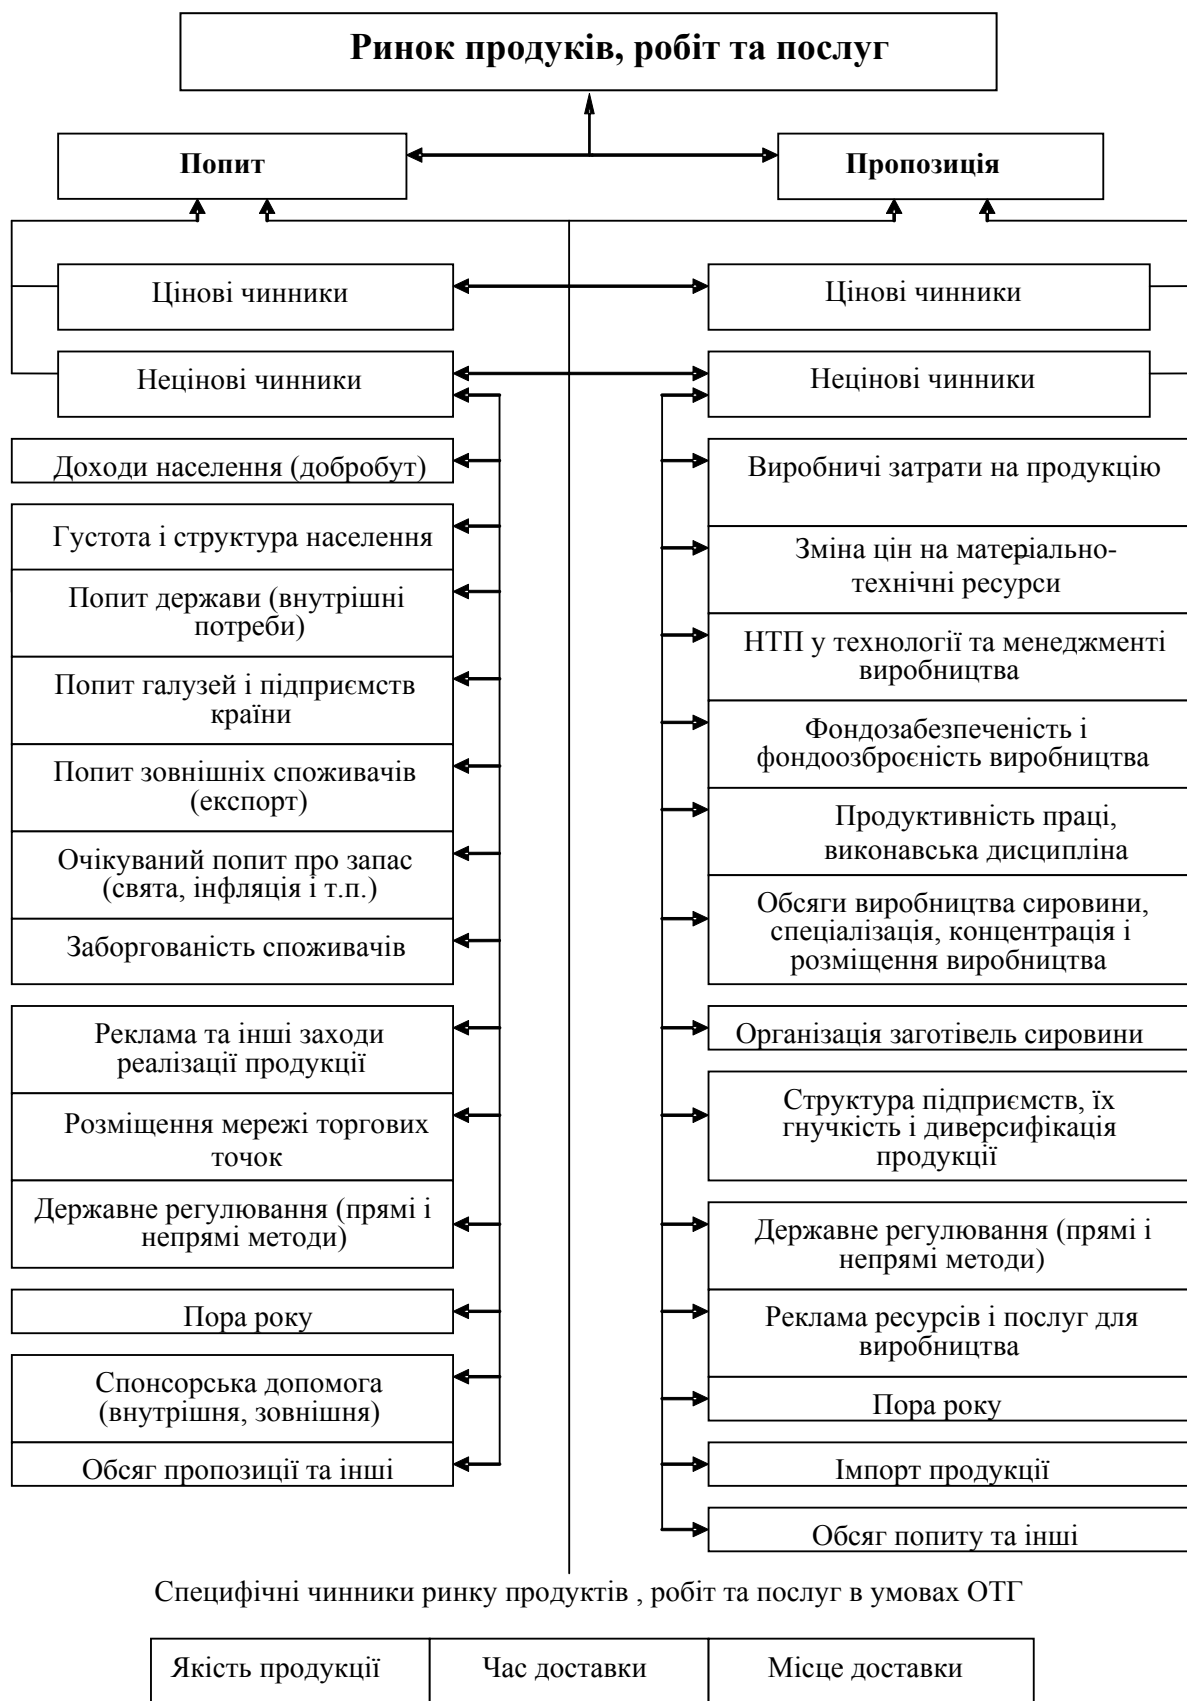 Ринок продуків, робіт та послуг
Попит
Пропозиція
Цінові чинники
Цінові чинники
Нецінові чинники
Нецінові чинники
Доходи населення (добробут)
Густота і структура населення
Попит держави (внутрішні
потреби)
Попит галузей і підприємств
країни
Попит зовнішніх споживачів
(експорт)
Очікуваний попит про запас
(свята, інфляція і т.п.)
Заборгованість споживачів
Реклама та інші заходи
реалізації продукції
Розміщення мережі торгових
точок
Державне регулювання (прямі і
непрямі методи)
Пора року
Спонсорська допомога
(внутрішня, зовнішня)
Обсяг пропозиції та інші
Виробничі затрати на продукцію
Зміна цін на матеріально-
технічні ресурси
НТП у технології та менеджменті
виробництва
Фондозабезпеченість і
фондоозброєність виробництва
Продуктивність праці,
виконавська дисципліна
Обсяги виробництва сировини,
спеціалізація, концентрація і
розміщення виробництва
Організація заготівель сировини
Структура підприємств, їх
гнучкість і диверсифікація
продукції
Державне регулювання (прямі і
непрямі методи)
Реклама ресурсів і послуг для
виробництва
Пора року
Імпорт продукції
Обсяг попиту та інші
Специфічні чинники ринку продуктів , робіт та послуг в умовах ОТГ
Якість продукції
Час доставки
Місце доставки